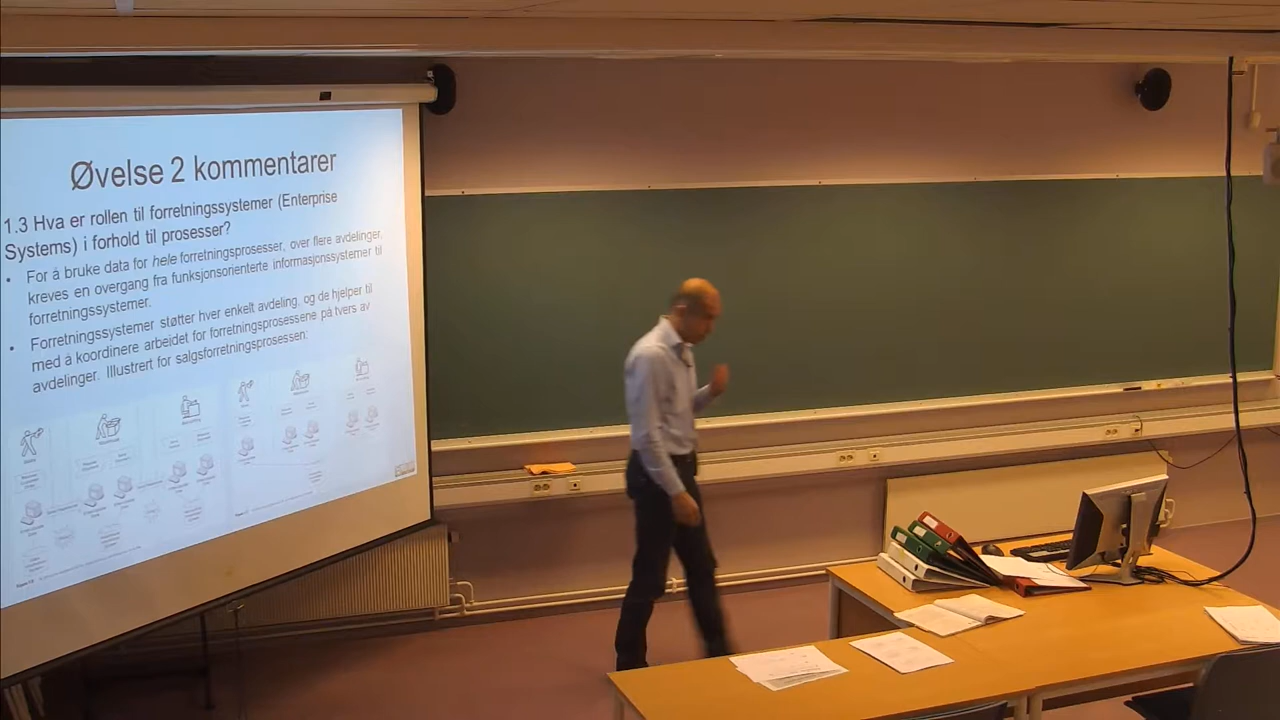 Øvelse 2 kommentarer
1.3 Hva er rollen til forretningssystemer (Enterprise
Systems) i forhold til prosesser?
• For å bruke data for hele forretningsprosesser, over flere avdelinger,
kreves en overgang fra funksjonsorienterte informasjonssystemer til
forretningssystemer.
• Forretningssystemer støtter hver enkelt avdeling, og de hjelper til
med å koordinere arbeidet for forretningsprosessene på tvers av
avdelinger. Illustrert for salgsforretningsprosessen: